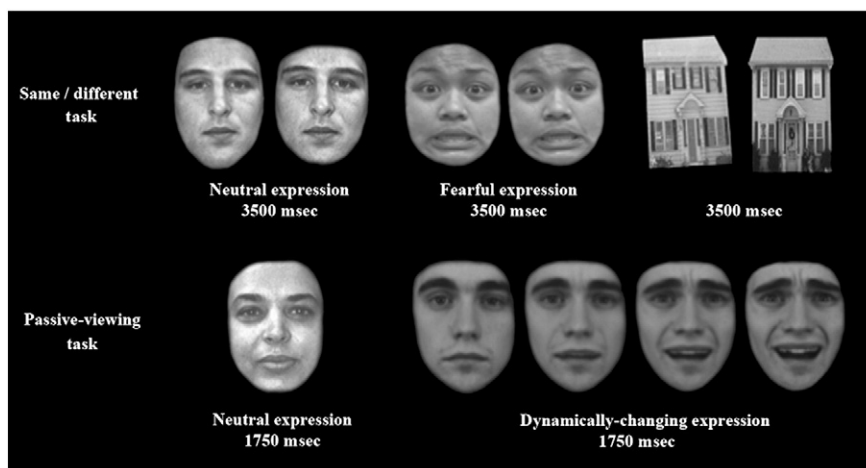 Same / different
task
Neutral expression
3500 msec
Fearful expression
3500 msec
3500 msec
Passive-viewing
task
Neutral expression
1750 msec
Dynamically-changing expression
1750 msec